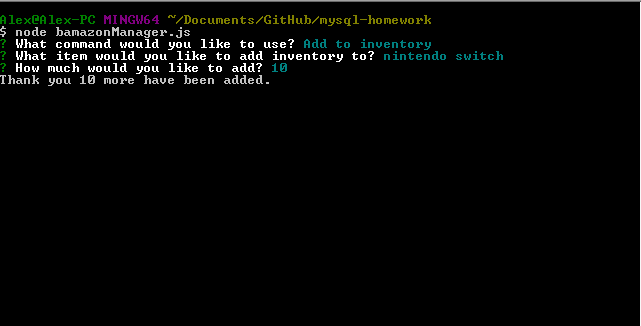 Alex@Alex-PC MINGW64 ~/Documents/GitHub/mysql-homework
$ node bamazonManager.js
? What command would you like to use? Add to inventory
? What item would you like to add inventory to? nintendo switch
? How much would you like to add? 10
Thank you 10 more have been added.